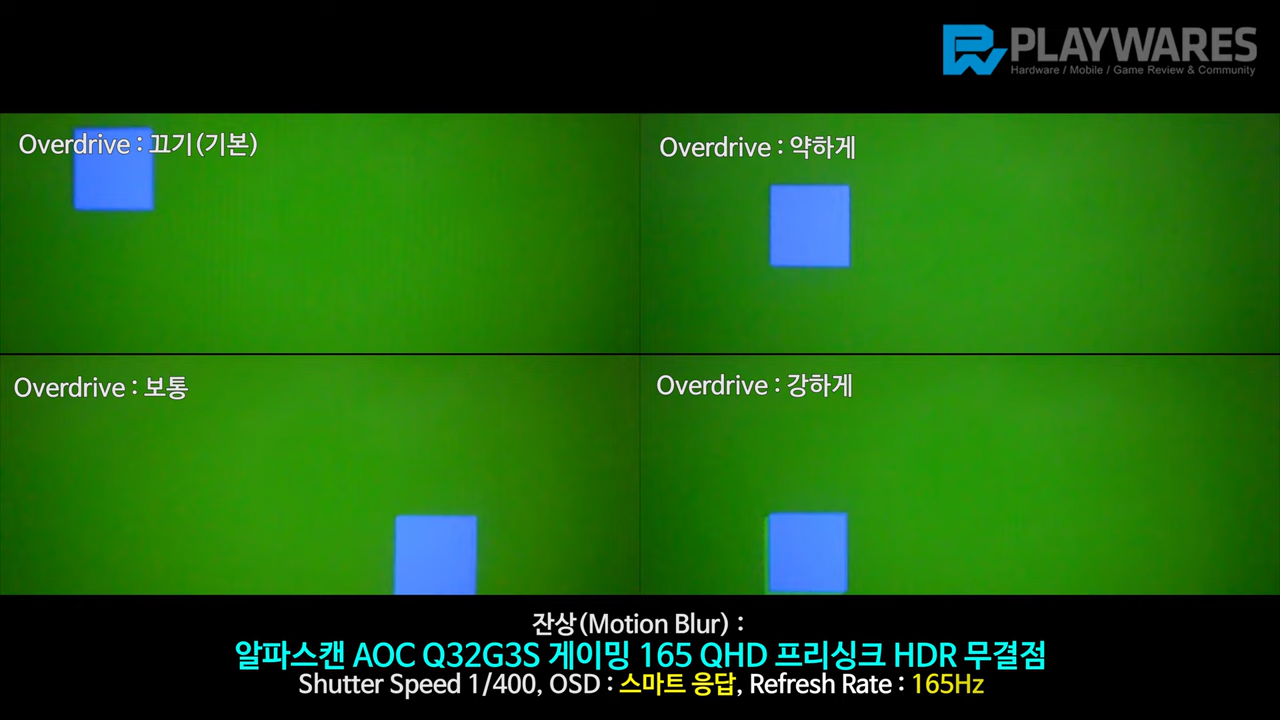 PLAYWARES
Hardware / Mobile / Game Review & Community
Overdrive : 끄기(기본)
Overdrive : 약하게
Overdrive : 보통
Overdrive : 강하게
잔상(Motion Blur) :
알파스캔 AOC Q32G3S 게이밍 165 QHD 프리싱크 HDR 무결점
Shutter Speed 1/400, OSD : 스마트 응답, Refresh Rate : 165Hz